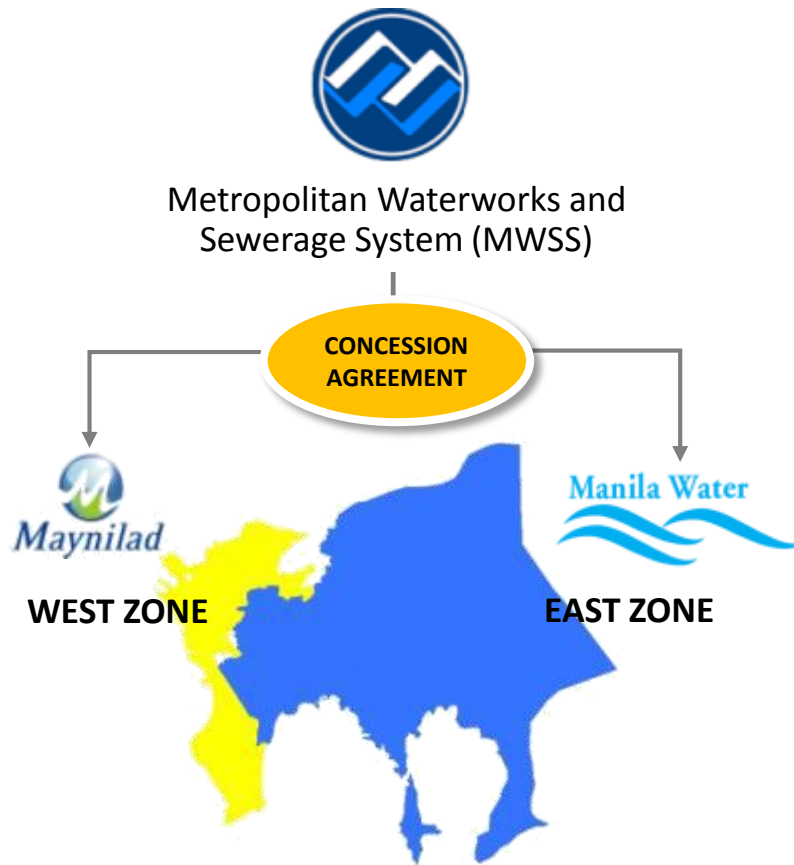 Metropolitan Waterworks and
Sewerage System (MWSS)
CONCESSION
AGREEMENT
Maynilad
Manila Water
WEST ZONE
EAST ZONE